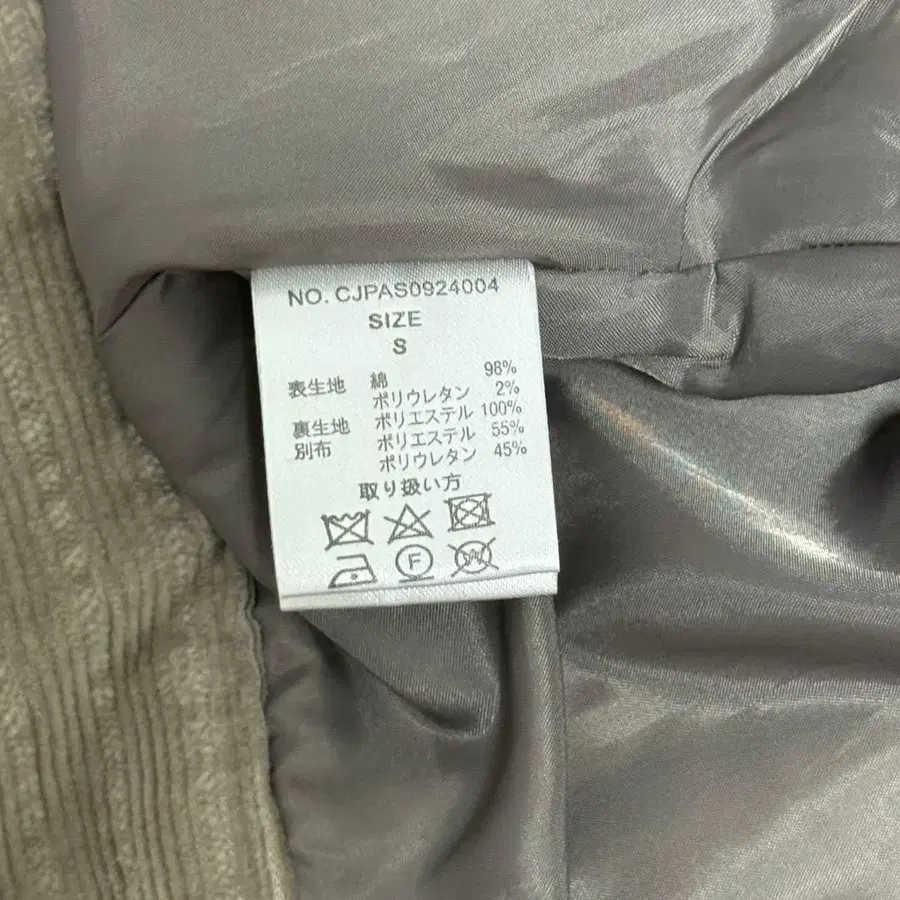 NO. CJPAS0924004
SIZE
S
表生地 綿 98%
ポリウレタン 2%
裏生地 ポリエステル 100%
別布 ポリエステル 55%
ポリウレタン 45%
取り扱い方
F W